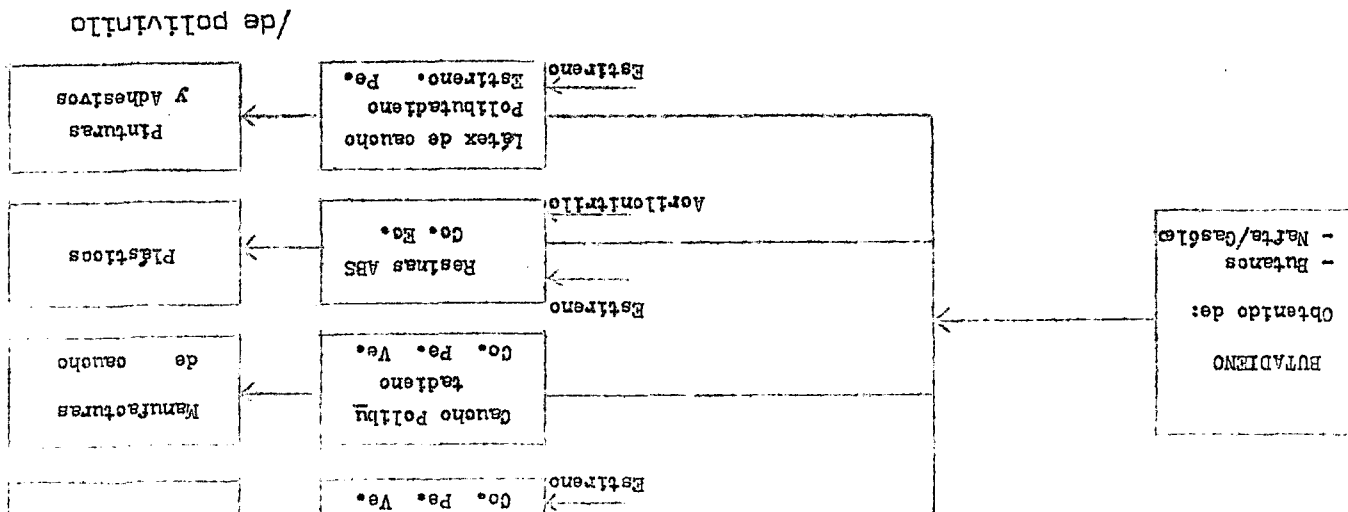 Estireno
Co. Pe. Ve.
BUTADIENO
Obtenido de:
- Butanos
- Nafta/Gasóleo
Caucho Polibu
tadieno
Co. Pe. Ve.
Manufacturas
de caucho
Estireno
Resinas ABS
Co. Ec.
Acrilonitrilo
Plásticos
Látex de caucho
Polibutadieno
Estireno. Pe.
Estireno
Pinturas
y Adhesivos
/de polivinilo